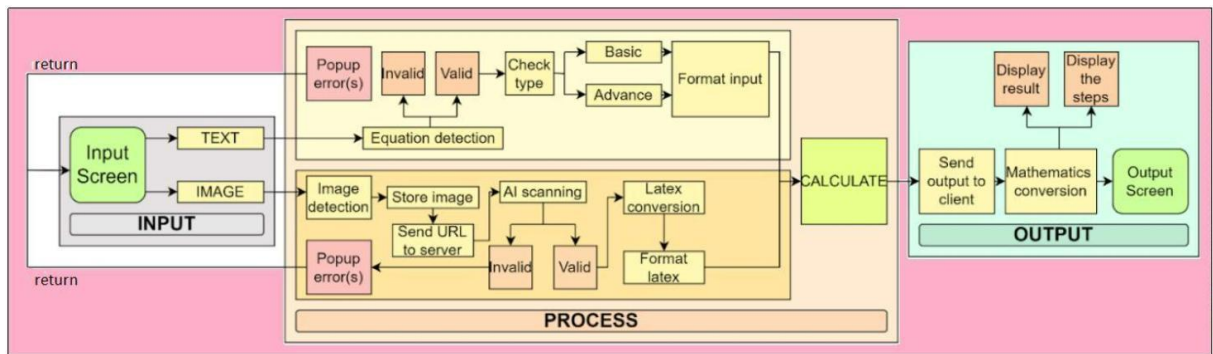 return
Input
Screen
TEXT
IMAGE
INPUT
return
Popup
error(s)
Invalid
Valid
Check
type
Basic
Advance
Format input
Equation detection
Image
detection
Store image
Send URL
to server
AI scanning
Latex
conversion
Popup
error(s)
Invalid
Valid
Format
latex
PROCESS
CALCULATE
Display
result
Display
the
steps
Send
output to
client
Mathematics
conversion
Output
Screen
OUTPUT